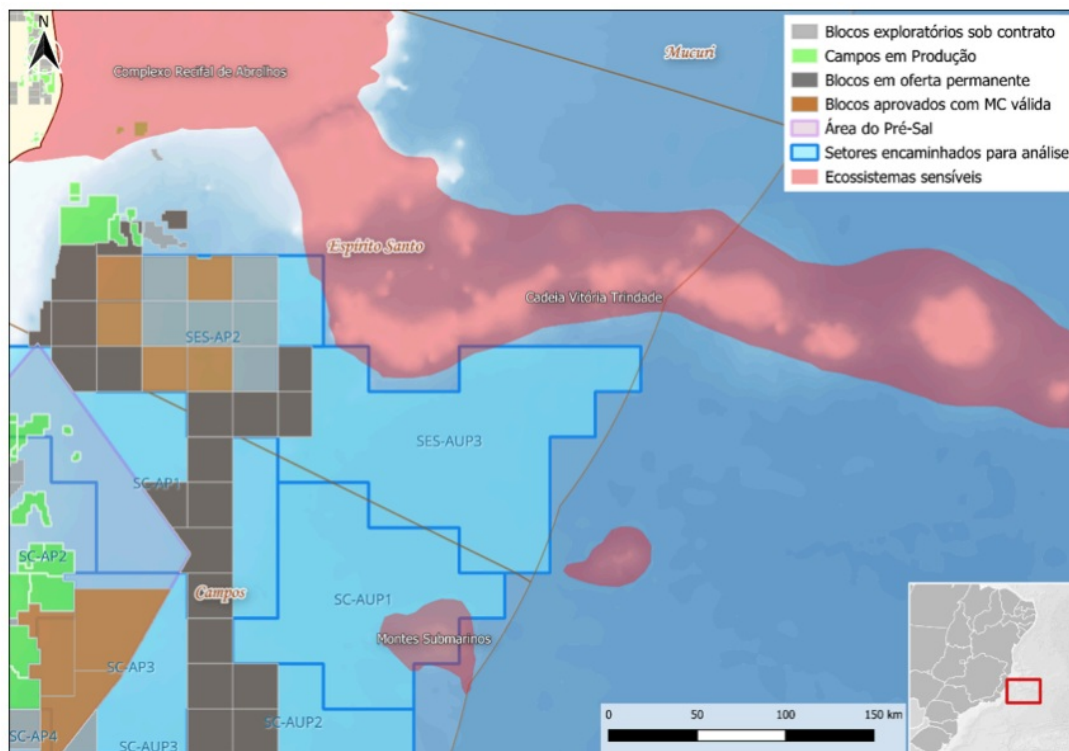 N
Complexo Recifal de Abrolhos
Mucuri
Blocos exploratórios sob contrato
Campos em Produção
Blocos em oferta permanente
Blocos aprovados com MC válida
Área do Pré-Sal
Setores encaminhados para análise
Ecossistemas sensíveis
Espírito Santo
Cadeia Vitória Trindade
SES-AP2
SES-AUP3
SC-AP1
SC-AP2
Campos
SC-AUP1
Montes Submarinos
SC-AP3
SC-AUP2
SC-AP4
SC-AUP3
0 50 100 150 km